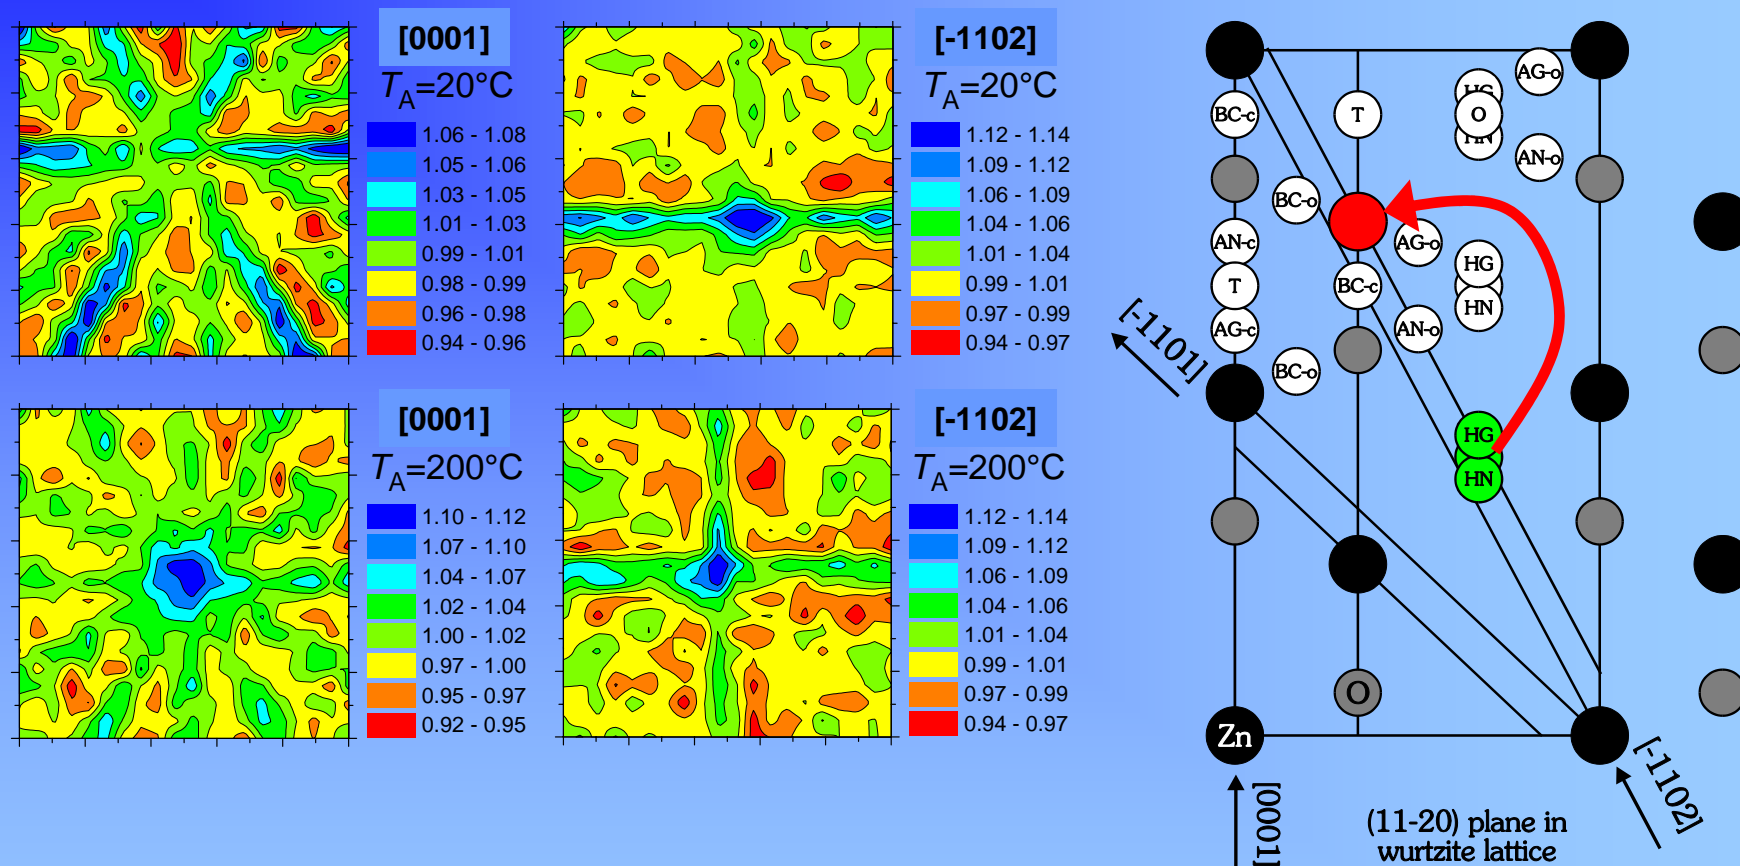 [0001]
TA=20°C
1.06 - 1.08
1.05 - 1.06
1.03 - 1.05
1.01 - 1.03
0.99 - 1.01
0.98 - 0.99
0.96 - 0.98
0.94 - 0.96
[-1102]
TA=20°C
1.12 - 1.14
1.09 - 1.12
1.06 - 1.09
1.04 - 1.06
1.01 - 1.04
0.99 - 1.01
0.97 - 0.99
0.94 - 0.97
[0001]
TA=200°C
1.10 - 1.12
1.07 - 1.10
1.04 - 1.07
1.02 - 1.04
1.00 - 1.02
0.97 - 1.00
0.95 - 0.97
0.92 - 0.95
[-1102]
TA=200°C
1.12 - 1.14
1.09 - 1.12
1.06 - 1.09
1.04 - 1.06
1.01 - 1.04
0.99 - 1.01
0.97 - 0.99
0.94 - 0.97
AG-o
HG
BC-c
T
O
HN
AN-o
BC-o
AN-c
AG-o
HG
T
BC-c
HN
AG-c
AN-o
BC-o
[-1101]
HG
HN
O
Zn
[-1102]
[0001]
(11-20) plane in
wurtzite lattice